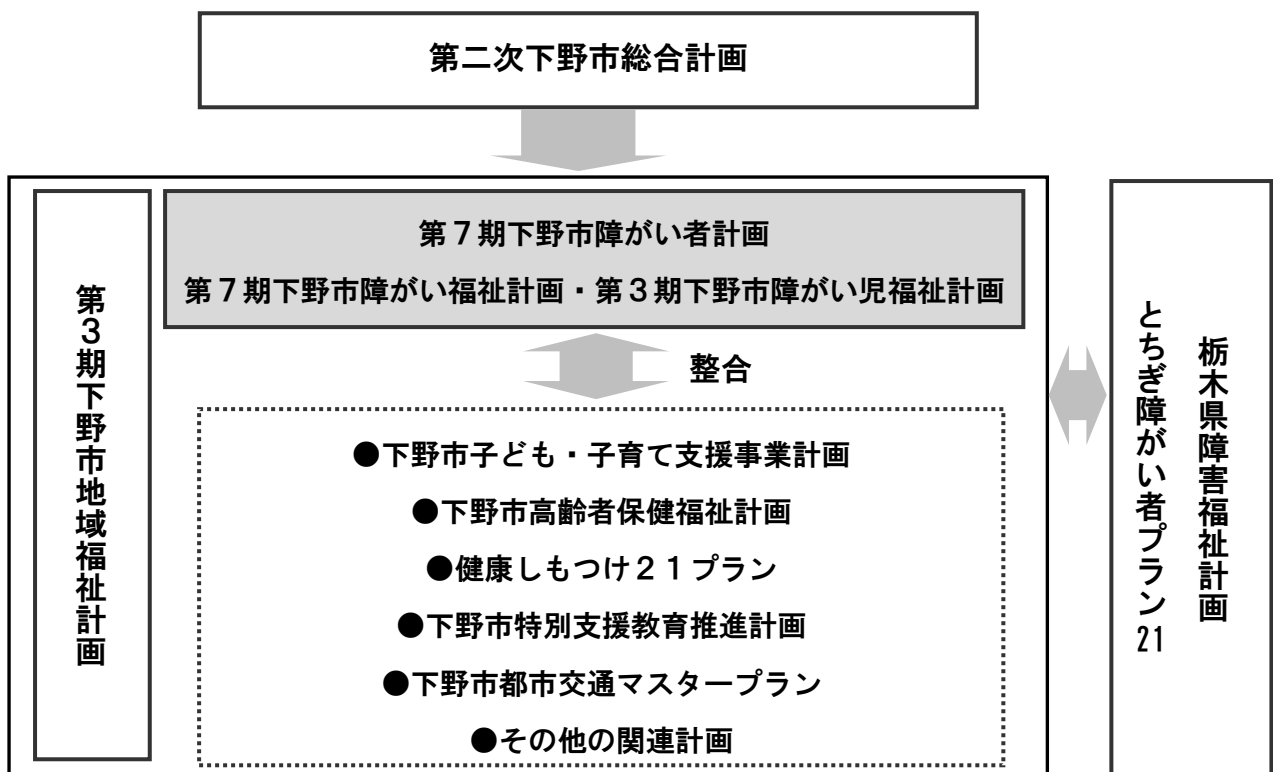 第二次下野市総合計画
第３期下野市地域福祉計画
第７期下野市障がい者計画
第７期下野市障がい福祉計画・第３期下野市障がい児福祉計画
整合
●下野市子ども・子育て支援事業計画
●下野市高齢者保健福祉計画
●健康しもつけ２１プラン
●下野市特別支援教育推進計画
●下野市都市交通マスタープラン
●その他の関連計画
栃木県障害福祉計画
とちぎ障がい者プラン21